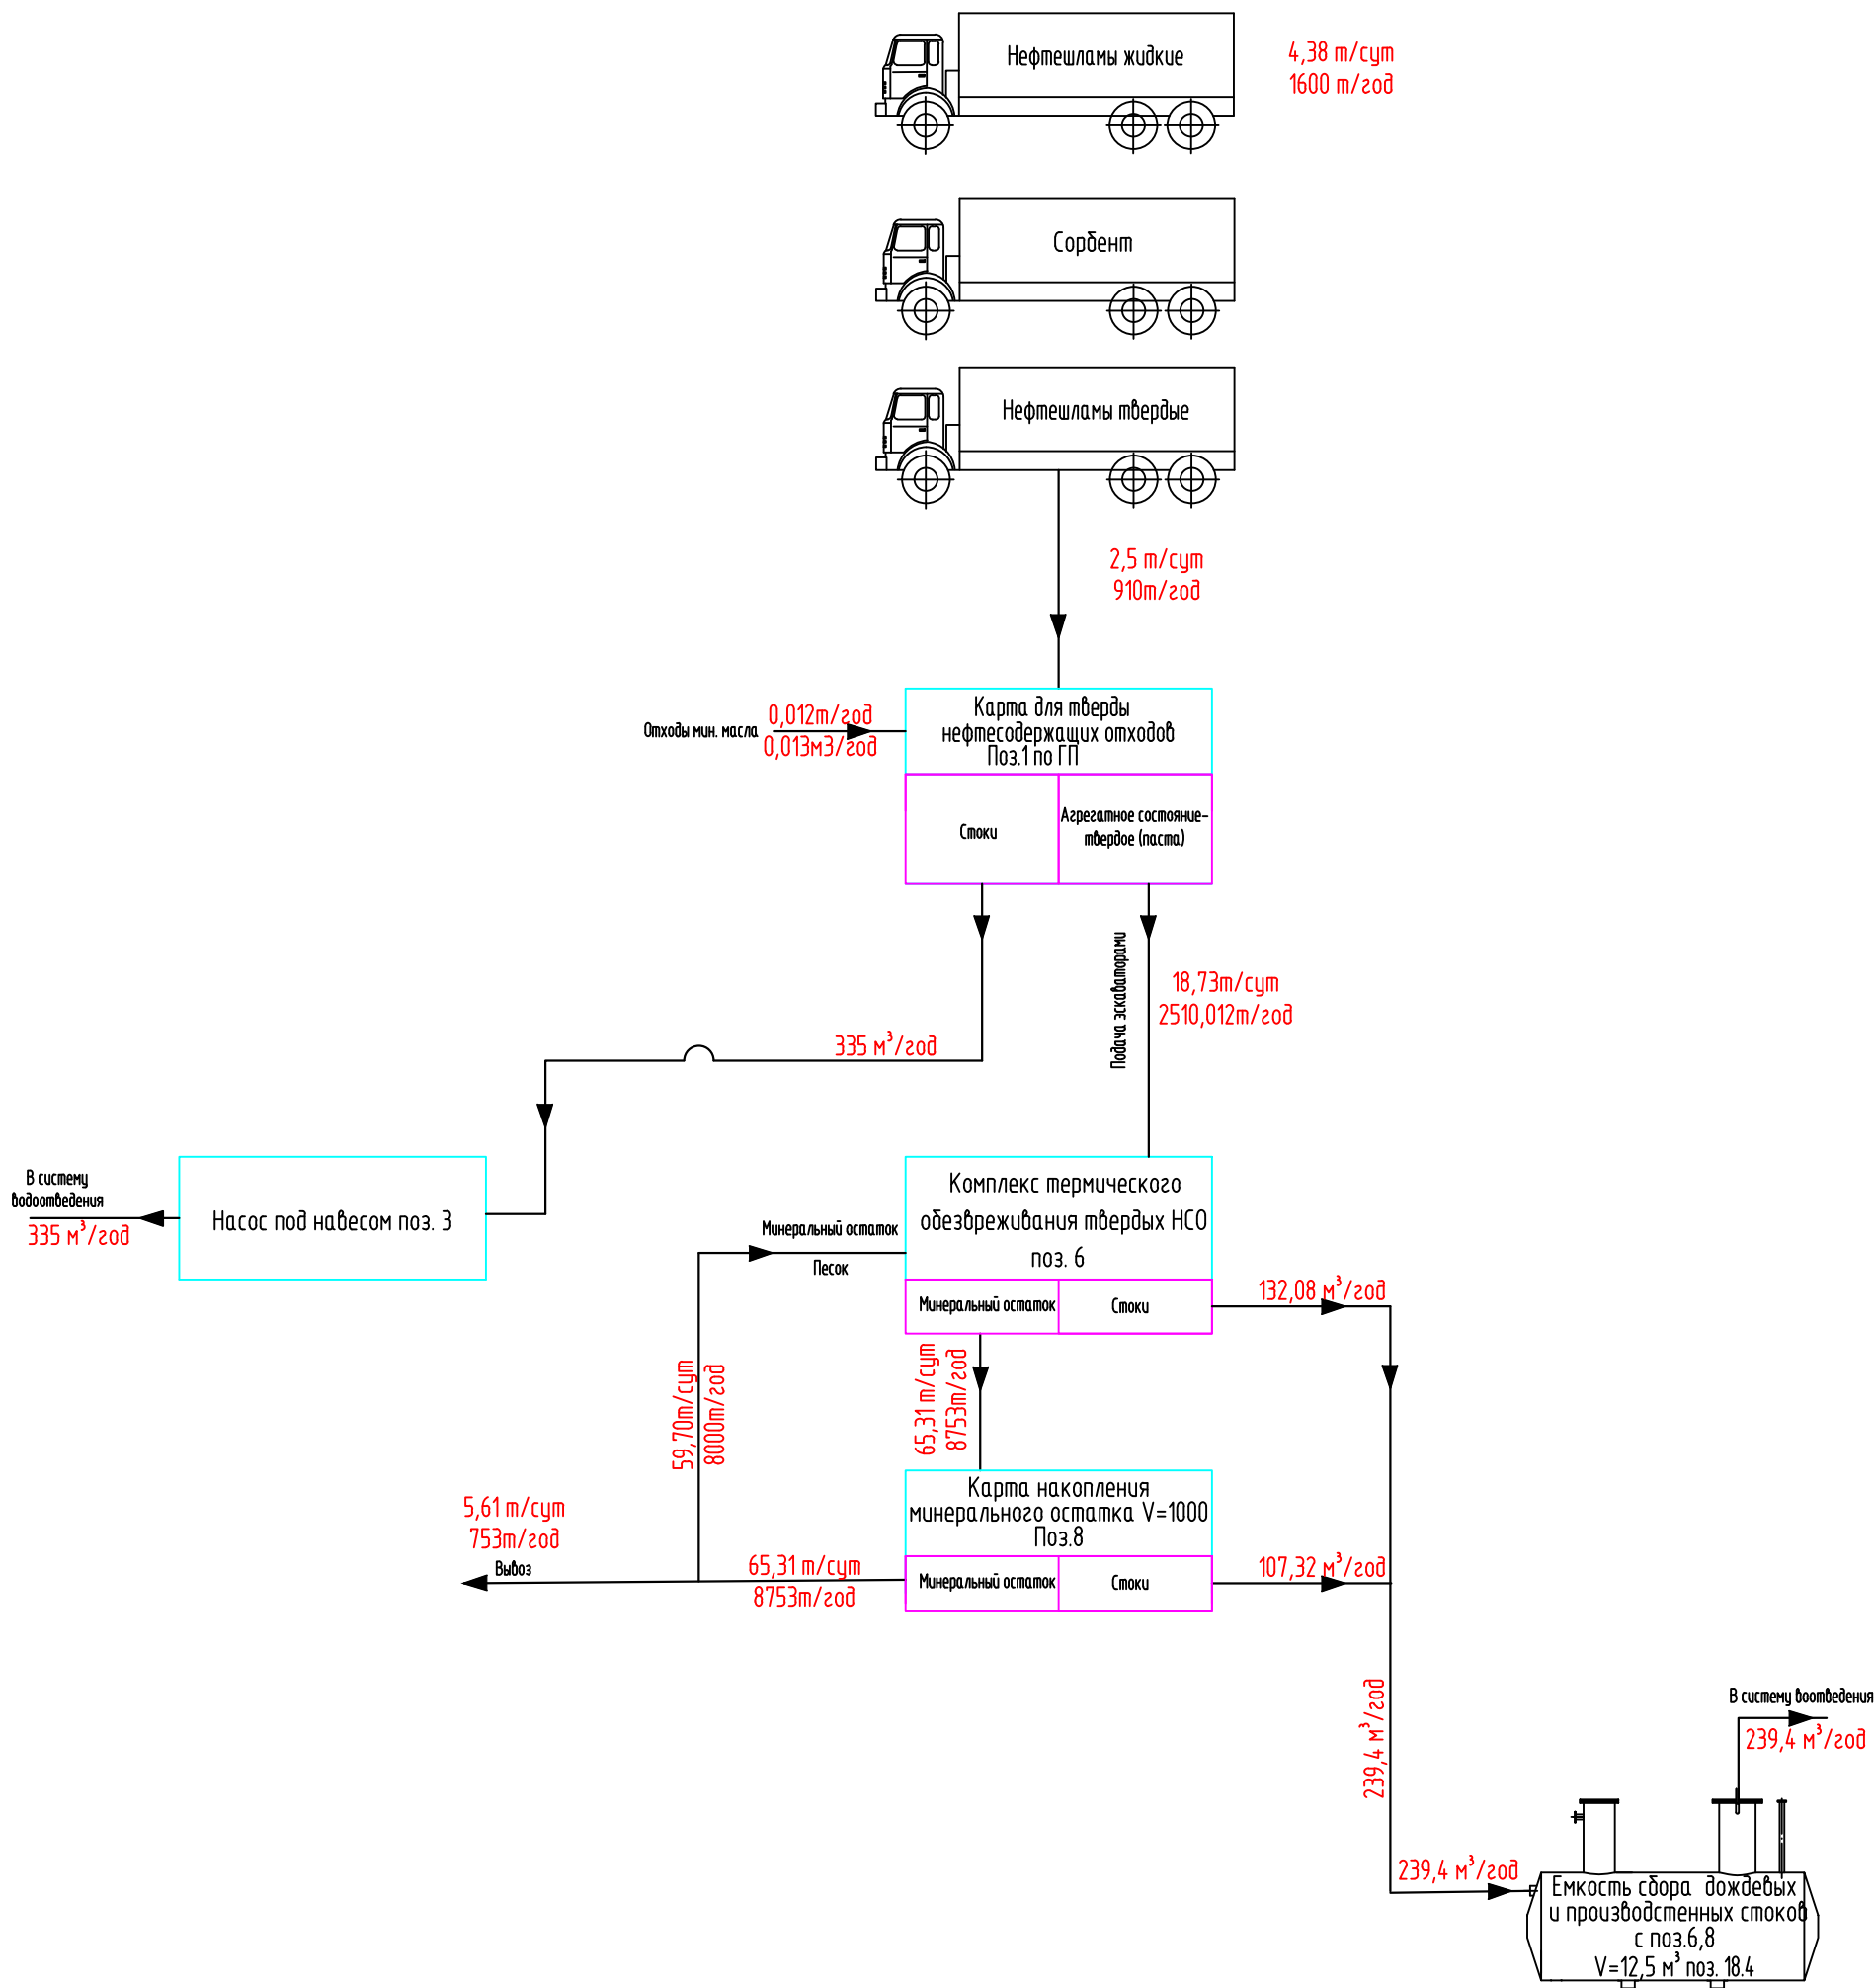 Нефтешламы жидкие
4,38 т/сут
1600 т/год
Сорбент
Нефтешламы твердые
2,5 т/сут
910т/год
Отходы мин. масла
0,012т/год
0,013м3/год
Карта для тверды
нефтесодержащих отходов
Поз.1 по ГП
Стоки
Агрегатное состояние-
твердое (паста)
Подача эскаваторами
18,73т/сут
2510,012т/год
335 м³/год
В систему
водоотведения
335 м³/год
Насос под навесом поз. 3
Минеральный остаток
Песок
Комплекс термического
обезвреживания твердых НСО
поз. 6
Минеральный остаток
Стоки
132,08 м³/год
59,70т/сут
8000т/год
65,31 т/сут
8753т/год
Карта накопления
минерального остатка V=1000
Поз.8
5,61 т/сут
753т/год
Вывоз
65,31 т/сут
8753т/год
Минеральный остаток
Стоки
107,32 м³/год
239,4 м³/год
В систему воотведения
239,4 м³/год
239,4 м³/год
Емкость сбора дождевых
и производстенных стоков
с поз.6,8
V=12,5 м³ поз. 18.4